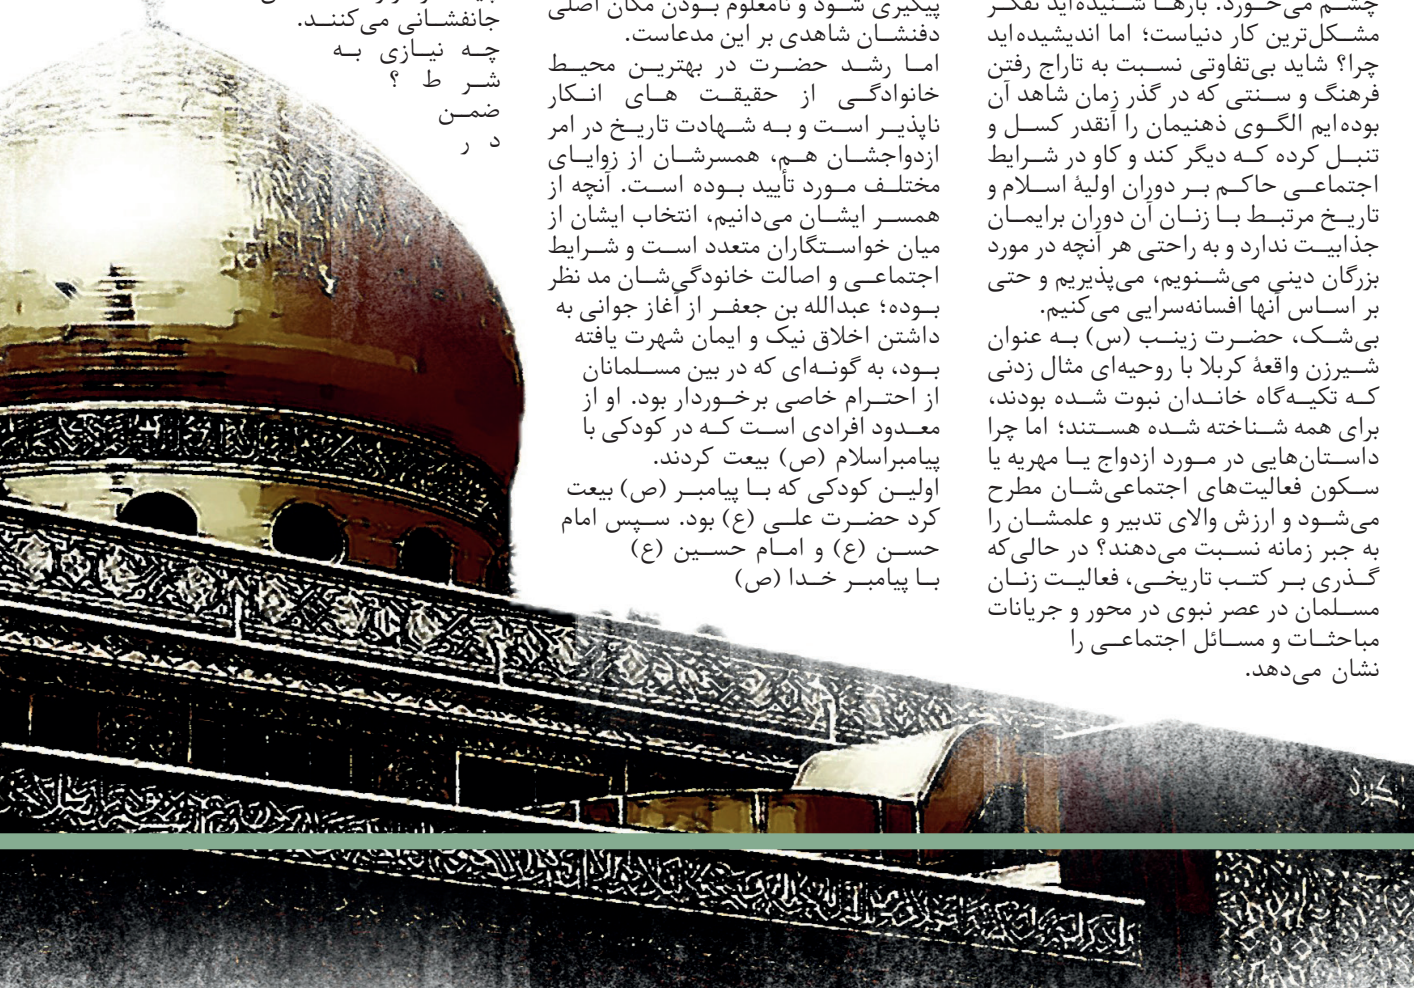 چشم می‌خورد. بارها شنیده‌اید تفکر
مشکل‌ترین کار دنیاست؛ اما اندیشیده‌اید
چرا؟ شاید بی‌تفاوتی نسبت به تاراج رفتن
فرهنگ و سنتی که در گذر زمان شاهد آن
بوده‌ایم الگوی ذهنیمان را آنقدر کسل و
تنبل کرده که دیگر کند و کاو در شرایط
اجتماعی حاکم بر دوران اولیۀ اسلام و
تاریخ مرتبط با زنان آن دوران برایمان
جذابیت ندارد و به راحتی هر آنچه در مورد
بزرگان دینی می‌شنویم، می‌پذیریم و حتی
بر اساس آنها افسانه‌سرایی می‌کنیم.
بی‌شک، حضرت زینب (س) به عنوان
شیرزن واقعۀ کربلا با روحیه‌ای مثال زدنی
که تکیه‌گاه خاندان نبوت شده بودند،
برای همه شناخته شده هستند؛ اما چرا
داستان‌هایی در مورد ازدواج یا مهریه یا
سکون فعالیت‌های اجتماعی‌شان مطرح
می‌شود و ارزش والای تدبیر و علمشان را
به جبر زمانه نسبت می‌دهند؟ در حالی‌که
گذری بر کتب تاریخی، فعالیت زنان
مسلمان در عصر نبوی در محور و جریانات
مباحثات و مسائل اجتماعی را
نشان می‌دهد.
پیگیری شود و نامعلوم بودن مکان اصلی
دفنشان شاهدی بر این مدعاست.
اما رشد حضرت در بهترین محیط
خانوادگی از حقیقت های انکار
ناپذیر است و به شهادت تاریخ در امر
ازدواجشان هم، همسرشان از زوایای
مختلف مورد تأیید بوده است. آنچه از
همسر ایشان می‌دانیم، انتخاب ایشان از
میان خواستگاران متعدد است و شرایط
اجتماعی و اصالت خانودگی‌شان مد نظر
بوده؛ عبدالله بن جعفر از آغاز جوانی به
داشتن اخلاق نیک و ایمان شهرت یافته
بود، به گونه‌ای که در بین مسلمانان
از احترام خاصی برخوردار بود. او از
معدود افرادی است که در کودکی با
پیامبراسلام (ص) بیعت کردند.
اولین کودکی که با پیامبر (ص) بیعت
کرد حضرت علی (ع) بود. سپس امام
حسن (ع) و امام حسین (ع)
با پیامبر خدا (ص)
جانفشانی می‌کنند.
چه نیازی به
شر ط ؟
ضمن
د ر